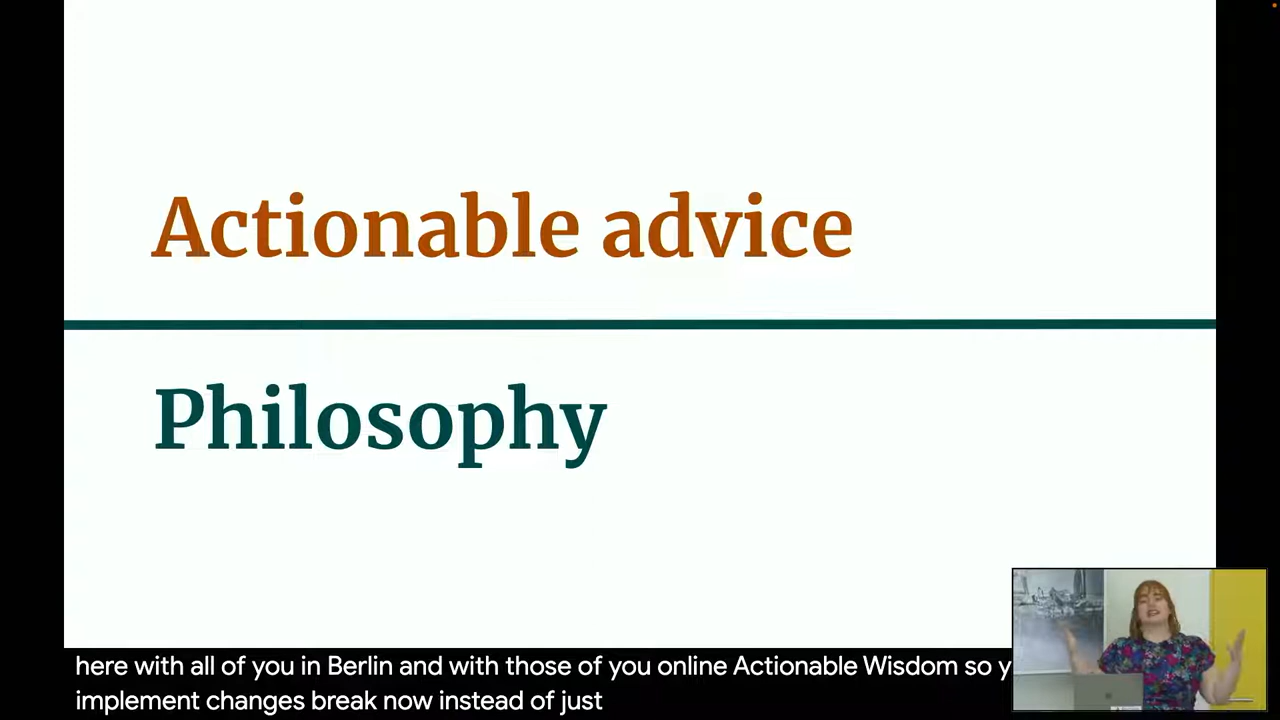 Actionable advice
Philosophy
here with all of you in Berlin and with those of you online Actionable Wisdom so
implement changes break now instead of just